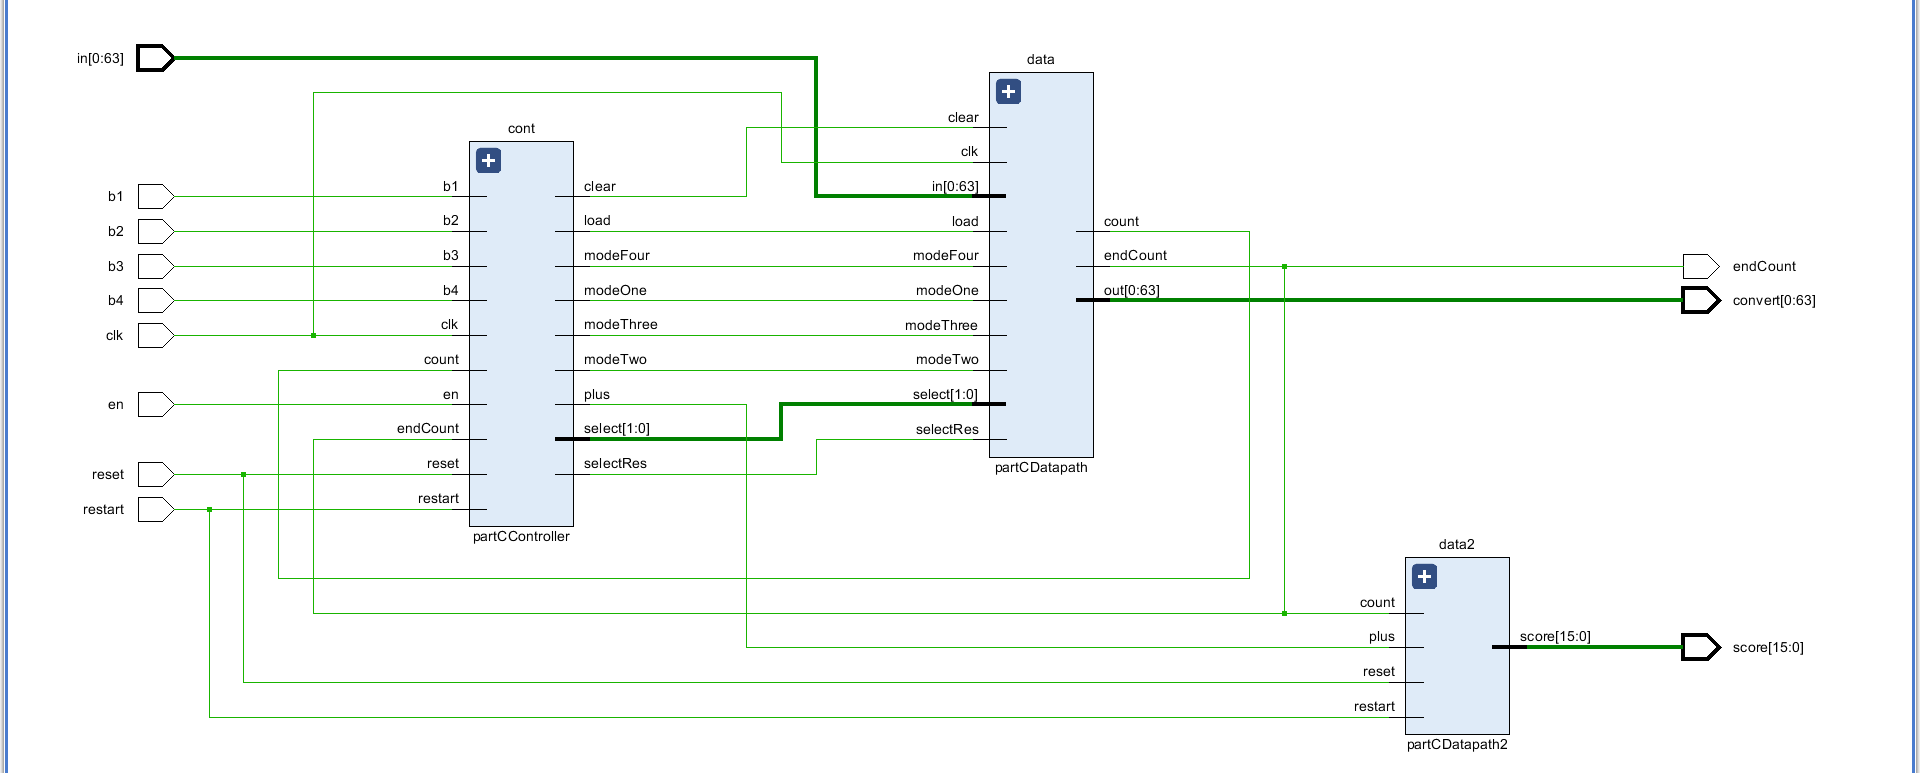 in[0:63]
b1
b2
b3
b4
clk
en
reset
restart
cont
b1
b2
b3
b4
clk
count
en
endCount
reset
restart
clear
load
modeFour
modeOne
modeThree
modeTwo
plus
select[1:0]
selectRes
partCController
data
clear
clk
in[0:63]
load
modeFour
modeOne
modeThree
modeTwo
select[1:0]
selectRes
count
endCount
out[0:63]
partCDatapath
data2
count
plus
reset
restart
score[15:0]
partCDatapath2
endCount
convert[0:63]
score[15:0]